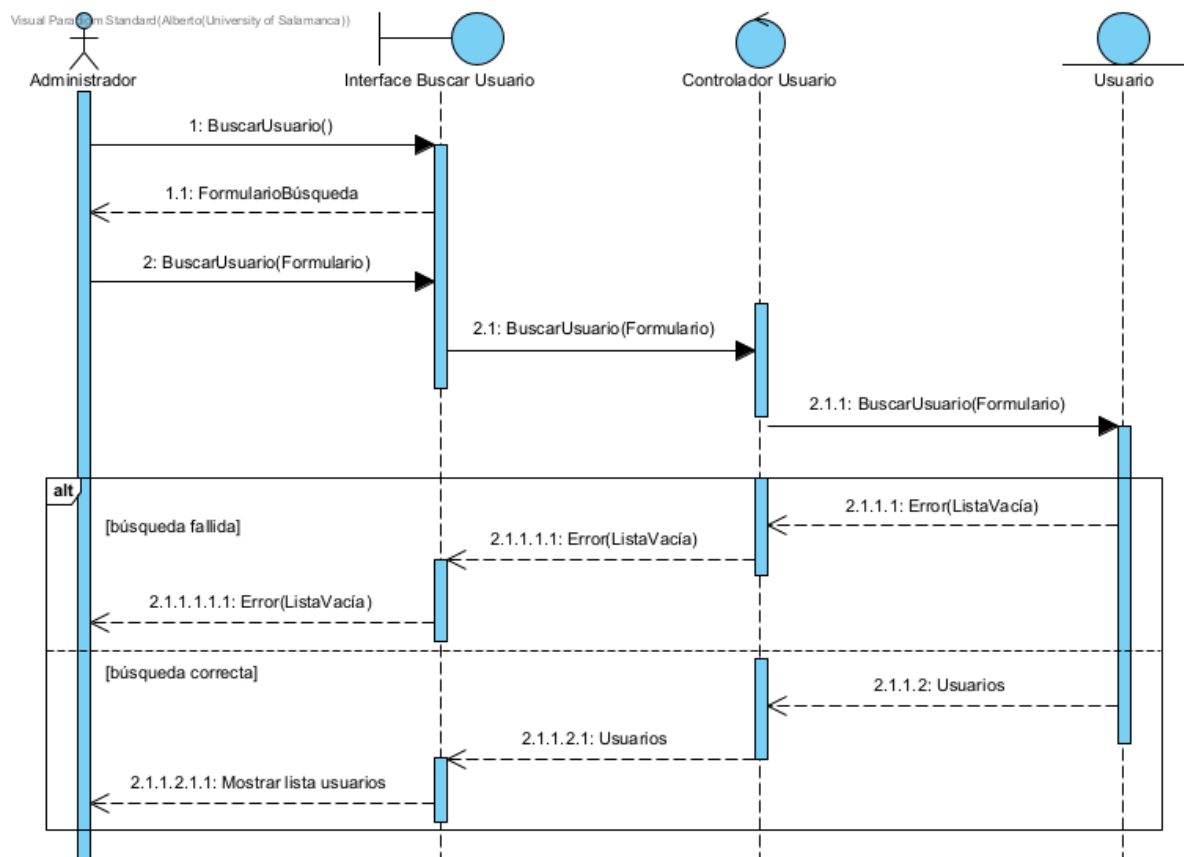 Visual Paradigm Standard(Alberto(University of Salamanca))
Administrador
Interface Buscar Usuario
Controlador Usuario
Usuario
1: BuscarUsuario()
1.1: FormularioBúsqueda
2: BuscarUsuario(Formulario)
2.1: BuscarUsuario(Formulario)
2.1.1: BuscarUsuario(Formulario)
alt
[búsqueda fallida]
2.1.1.1: Error(ListaVacía)
2.1.1.1.1: Error(ListaVacía)
2.1.1.1.1.1: Error(ListaVacía)
[búsqueda correcta]
2.1.1.2: Usuarios
2.1.1.2.1: Usuarios
2.1.1.2.1.1: Mostrar lista usuarios